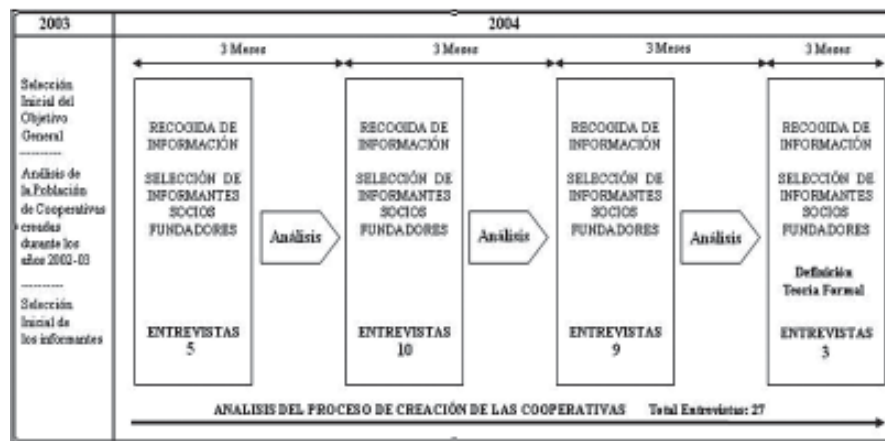 2003
2004
3 Meses
3 Meses
3 Meses
3 Meses
Selección
Inicial del
Objetivo
General
----------
Análisis de
la Población
de Cooperativas
creadas
durante los
años 2002-03
----------
Selección
Inicial de
los informantes
RECOGIDA DE
INFORMACIÓN
SELECCIÓN DE
INFORMANTES
SOCIOS
FUNDADORES
ENTREVISTAS
5
Análisis
RECOGIDA DE
INFORMACIÓN
SELECCIÓN DE
INFORMANTES
SOCIOS
FUNDADORES
ENTREVISTAS
10
Análisis
RECOGIDA DE
INFORMACIÓN
SELECCIÓN DE
INFORMANTES
SOCIOS
FUNDADORES
ENTREVISTAS
9
Análisis
RECOGIDA DE
INFORMACIÓN
SELECCIÓN DE
INFORMANTES
SOCIOS
FUNDADORES
Definición
Teoría Formal
ENTREVISTAS
3
ANALISIS DEL PROCESO DE CREACIÓN DE LAS COOPERATIVAS Total Entrevistas: 27